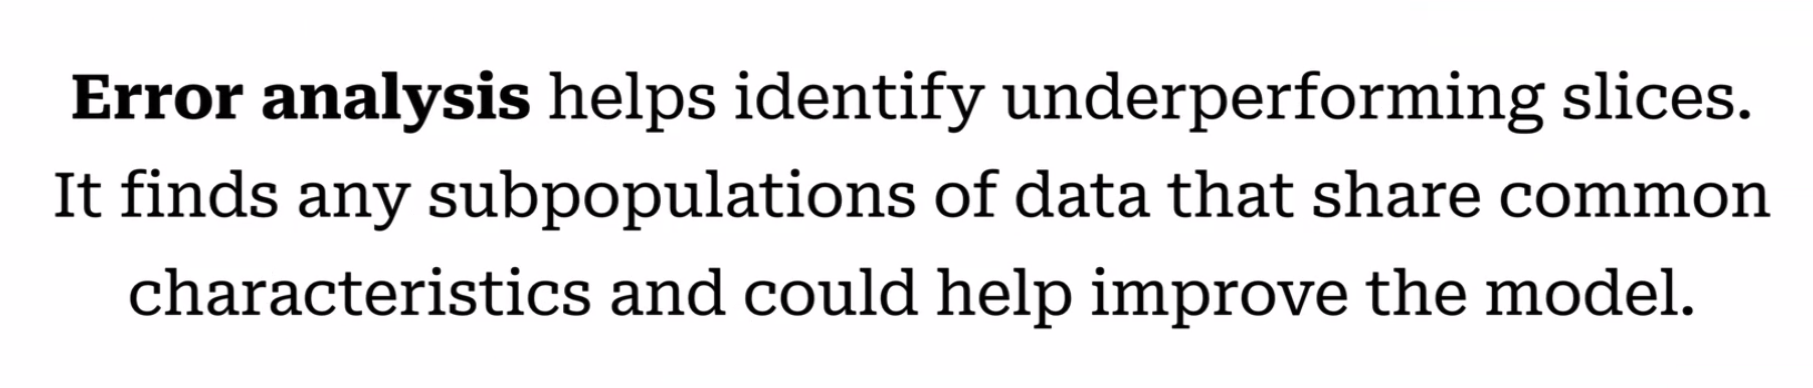 Error analysis helps identify underperforming slices.
It finds any subpopulations of data that share common
characteristics and could help improve the model.